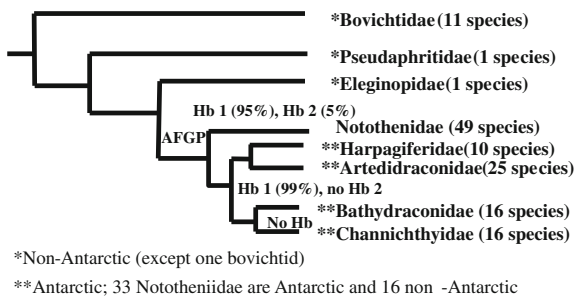 *Bovichtidae (11 species)
*Pseudaphritidae (1 species)
*Eleginopidae (1 species)
Hb 1 (95%), Hb 2 (5%)
AFGP
Notothenidae (49 species)
**Harpagiferidae (10 species)
**Artedidraconidae(25 species)
Hb 1 (99%), no Hb 2
**Bathydraconidae (16 species)
No Hb
**Channichthyidae (16 species)
*Non-Antarctic (except one bovichtid)
**Antarctic; 33 Nototheniidae are Antarctic and 16 non -Antarctic